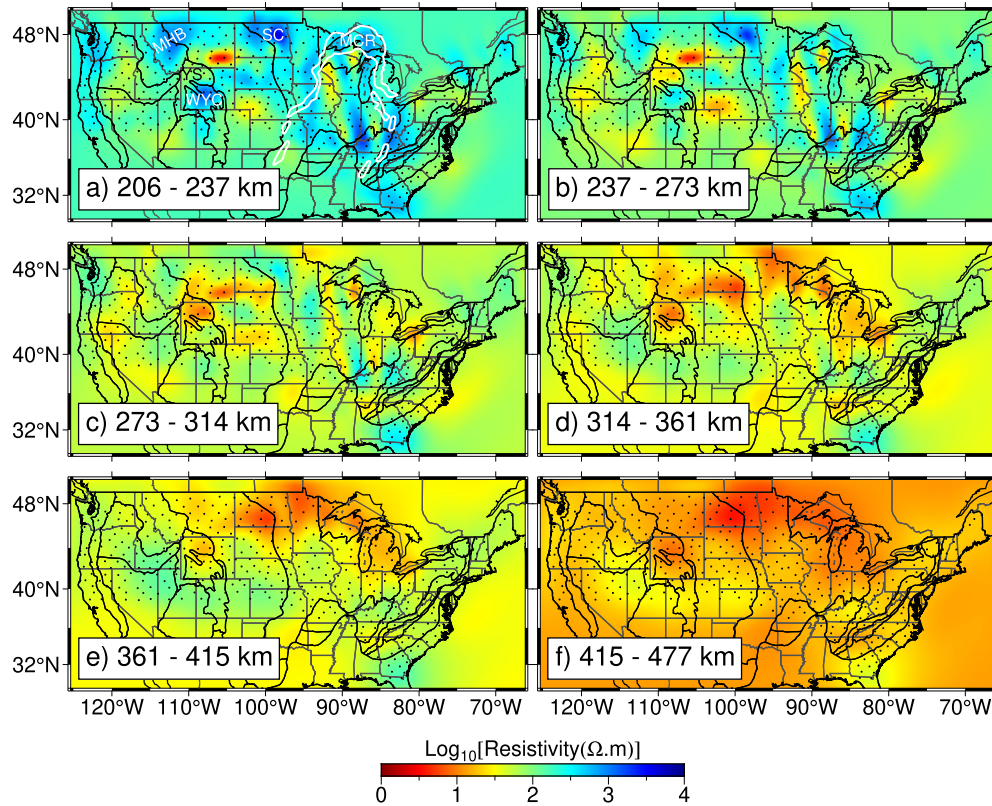 48°N
40°N
32°N
MHB
SC
MCR
YS
WYO
a) 206 - 237 km
b) 237 - 273 km
48°N
40°N
32°N
c) 273 - 314 km
d) 314 - 361 km
48°N
40°N
32°N
e) 361 - 415 km
f) 415 - 477 km
120°W 110°W 100°W 90°W 80°W 70°W 120°W 110°W 100°W 90°W 80°W 70°W
Log10[Resistivity(Ω.m)]
0 1 2 3 4